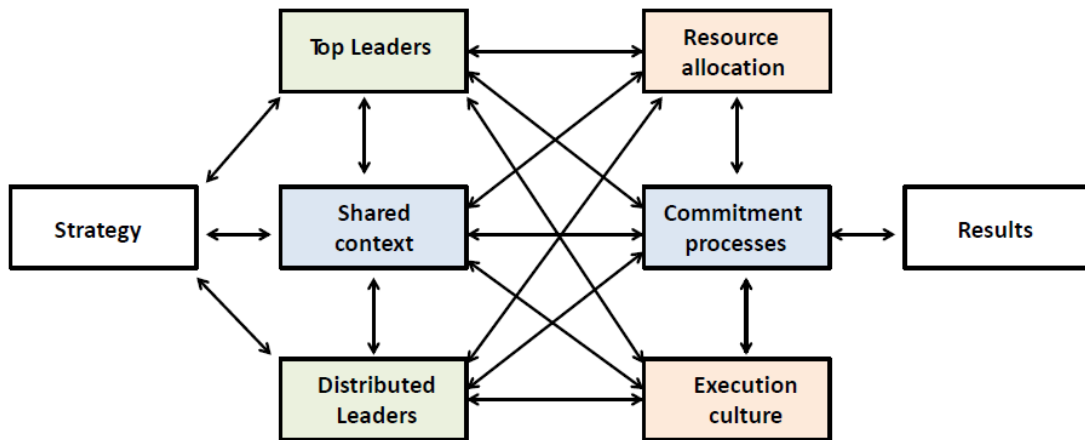 Top Leaders
Resource
allocation
Strategy
Shared
context
Commitment
processes
Results
Distributed
Leaders
Execution
culture